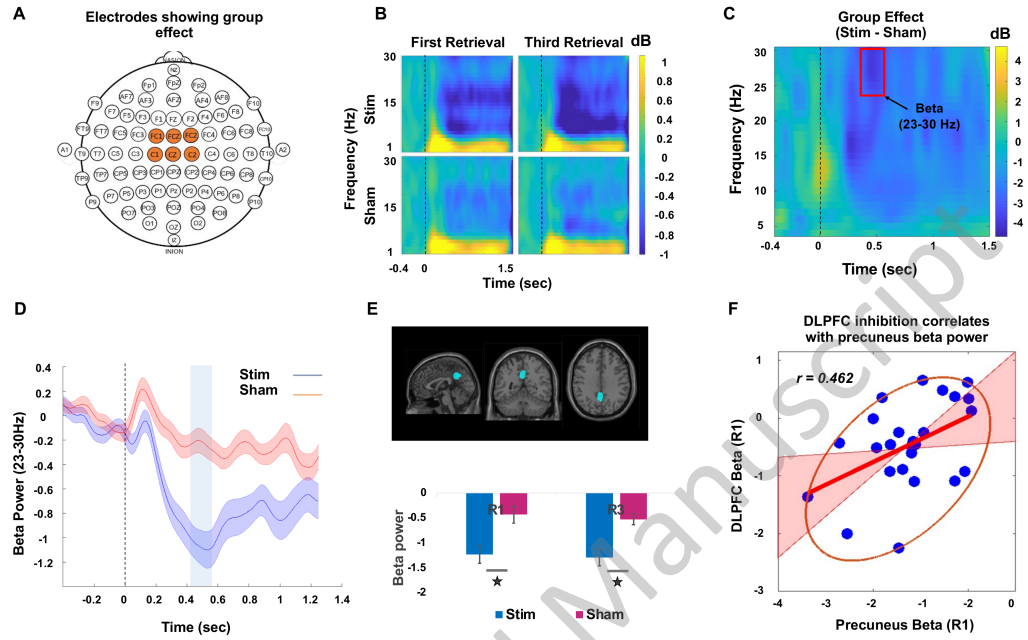 A
Electrodes showing group
effect
NASION
NZ
Fp1 FpZ Fp2
AF7 AF3 AFZ AF4 AF8
F9 F7 F5 F3 F1 FZ F2 F4 F6 F8 F10
FT9 FT7 FC5 FC3 FC1 FCZ FC2 FC4 FC6 FC8 FC10
A1 T9 T7 C5 C3 C1 CZ C2 C4 C6 T8 T10 A2
TP9 TP7 CP5 CP3 CP1 CPZ CP2 CP4 CP6 CP8 CP10
P9 P7 P5 P3 P1 PZ P2 P4 P6 P8 P10
PO7 PO3 POZ PO4 PO8
O1 OZ O2
IZ
INION
B
First Retrieval Third Retrieval dB
Stim
Sham
Frequency (Hz)
30
15
1
30
15
1
-0.4 0 1.5
Time (sec)
1
0.8
0.6
0.4
0.2
0
-0.2
-0.4
-0.6
-0.8
-1
C
Group Effect
(Stim - Sham)
dB
Frequency (Hz)
30
25
20
15
10
5
Beta
(23-30 Hz)
-0.4 0 0.5 1 1.5
Time (sec)
4
3
2
1
0
-1
-2
-3
-4
D
Stim
Sham
Beta Power (23-30Hz)
0.4
0.2
0
-0.2
-0.4
-0.6
-0.8
-1
-1.2
-0.2 0 0.2 0.4 0.6 0.8 1 1.2 1.4
Time (sec)
E
Beta power
0
-0.5
-1
-1.5
-2
R1 R3
Stim Sham
F
DLPFC inhibition correlates
with precuneus beta power
r = 0.462
DLPFC Beta (R1)
1
0
-1
-2
-3
-4 -3 -2 -1 -2 0
Precuneus Beta (R1)
Manuscript